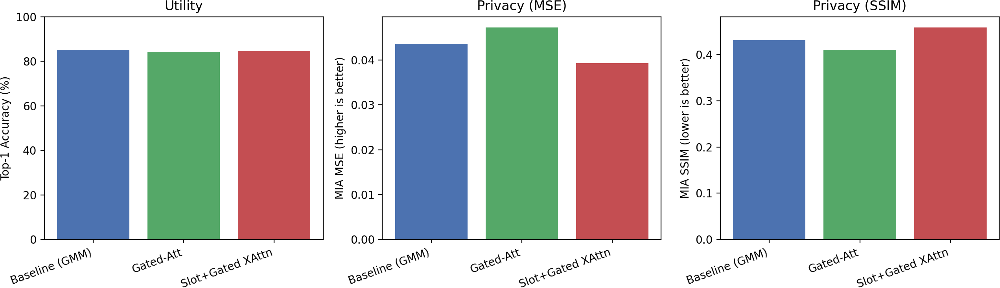 Utility
Top-1 Accuracy (%)
100
80
60
40
20
0
Baseline (GMM)
Gated-Att
Slot+Gated XAttn
Privacy (MSE)
MIA MSE (higher is better)
0.04
0.03
0.02
0.01
0.00
Baseline (GMM)
Gated-Att
Slot+Gated XAttn
Privacy (SSIM)
MIA SSIM (lower is better)
0.4
0.3
0.2
0.1
0.0
Baseline (GMM)
Gated-Att
Slot+Gated XAttn